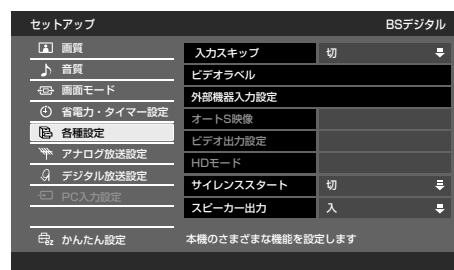 セットアップ
BSデジタル
画質
音質
画面モード
省電力・タイマー設定
各種設定
アナログ放送設定
デジタル放送設定
PC入力設定
かんたん設定
入力スキップ 切
ビデオラベル
外部機器入力設定
オートS映像
ビデオ出力設定
HDモード
サイレンススタート 切
スピーカー出力 入
本機のさまざまな機能を設定します